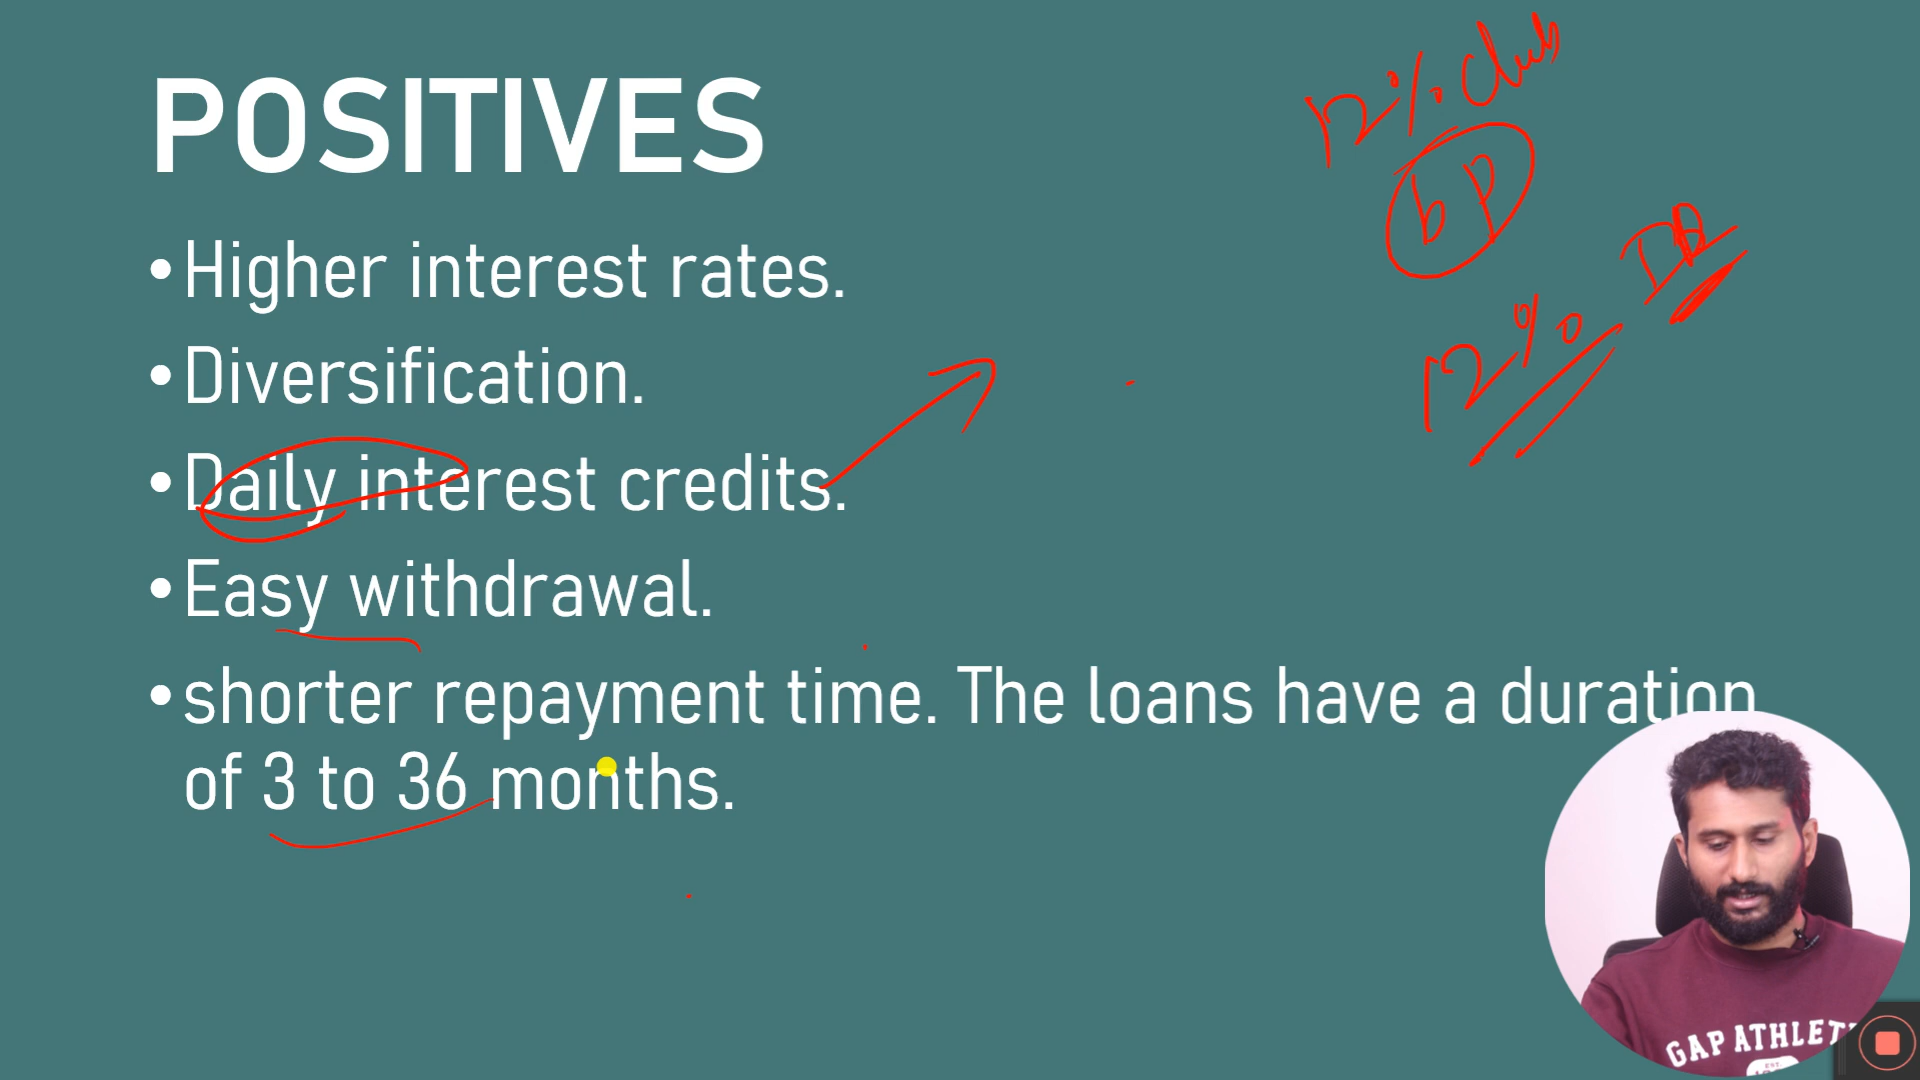 POSITIVES
12% club
bp
•Higher interest rates.
12%
•Diversification.
•Daily interest credits.
•Easy withdrawal.
•shorter repayment time. The loans have a duration
of 3 to 36 months.
GAP ATHLET